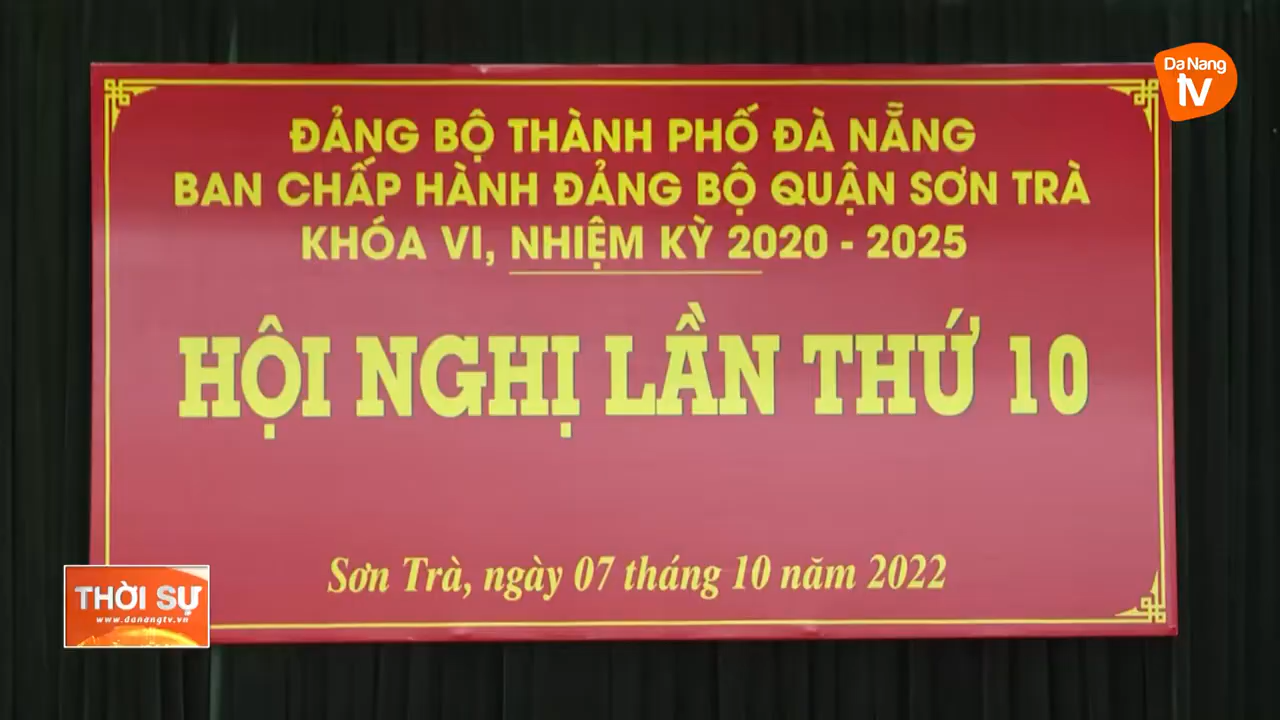 Da Nang
tv
ĐẢNG BỘ THÀNH PHỐ ĐÀ NẴNG
BAN CHẤP HÀNH ĐẢNG BỘ QUẬN SƠN TRÀ
KHÓA VI, NHIỆM KỲ 2020 - 2025
HỘI NGHỊ LẦN THỨ 10
Sơn Trà, ngày 07 tháng 10 năm 2022
THỜI SỰ
www.danangtv.vn